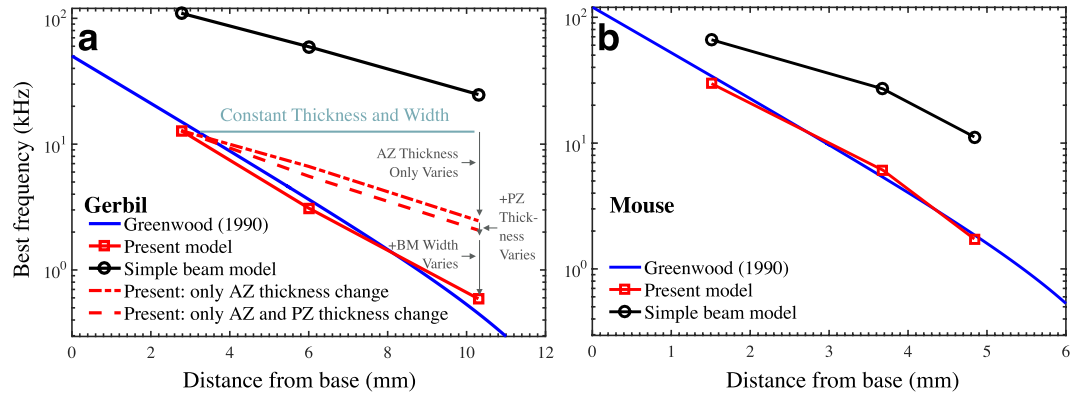 a
Best frequency (kHz)
10²
10¹
10⁰
Constant Thickness and Width
AZ Thickness
Only Varies
+PZ
Thick-
ness
Varies
+BM Width
Varies
Gerbil
Greenwood (1990)
Present model
Simple beam model
Present: only AZ thickness change
Present: only AZ and PZ thickness change
0 2 4 6 8 10 12
Distance from base (mm)
b
10²
10¹
10⁰
Mouse
Greenwood (1990)
Present model
Simple beam model
0 1 2 3 4 5 6
Distance from base (mm)